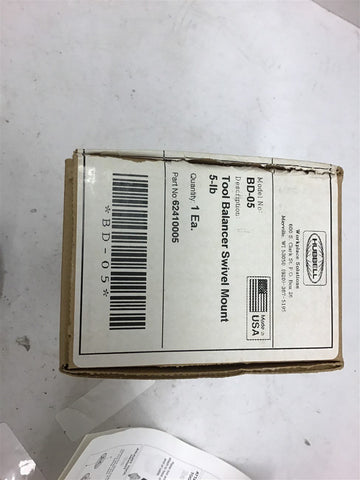 HUBBELL
Workplace Solutions
Model No:
BD-05
Description:
Tool Balancer Swivel Mount
5-lb
Made in
USA
Quantity: 1 Ea.
Part No 62410005
*BD-05*